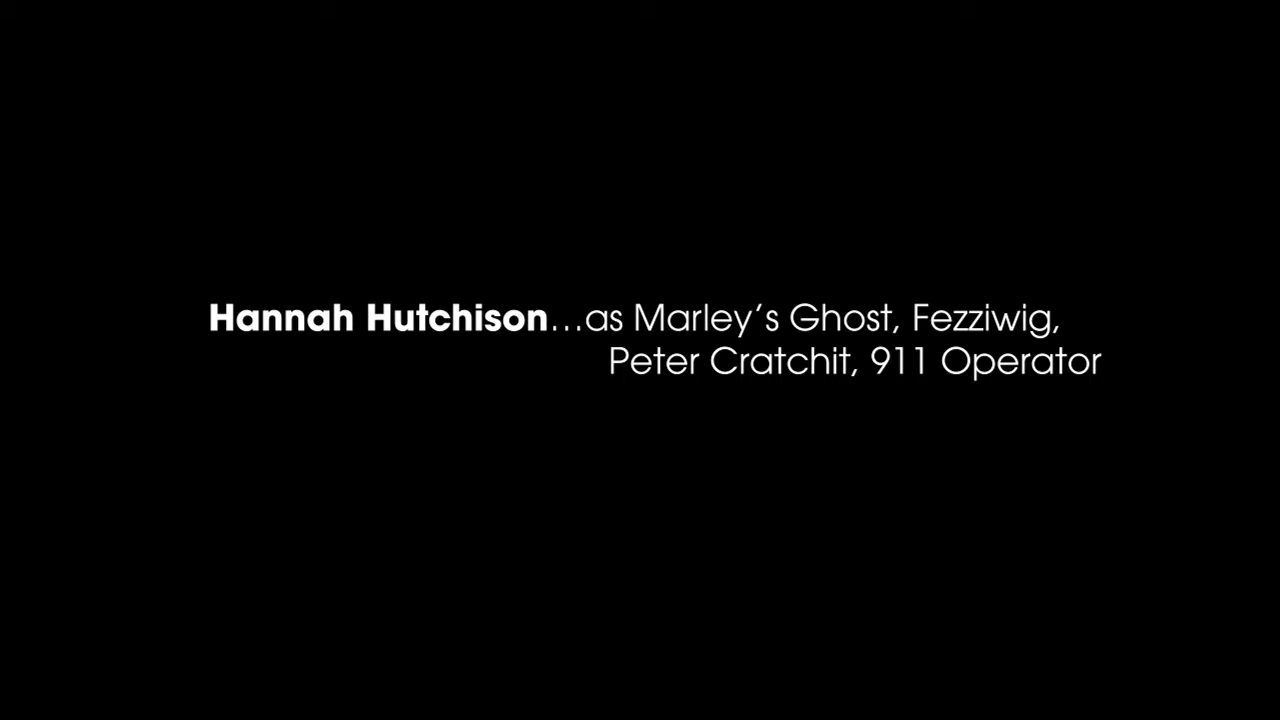 Hannah Hutchison...as Marley's Ghost, Fezziwig,
Peter Cratchit, 911 Operator